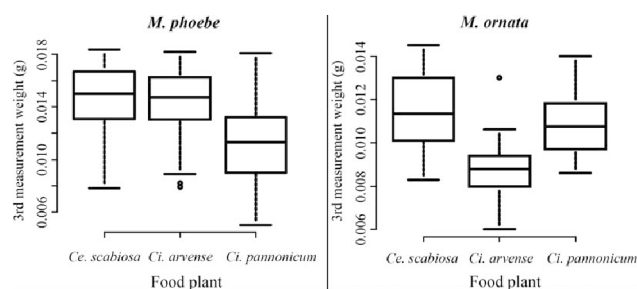 M. phoebe
3rd measurement weight (g)
0.018
0.014
0.010
0.006
Ce. scabiosa Ci. arvense Ci. pannonicum
Food plant
M. ornata
3rd measurement weight (g)
0.014
0.012
0.010
0.008
0.006
Ce. scabiosa Ci. arvense Ci. pannonicum
Food plant